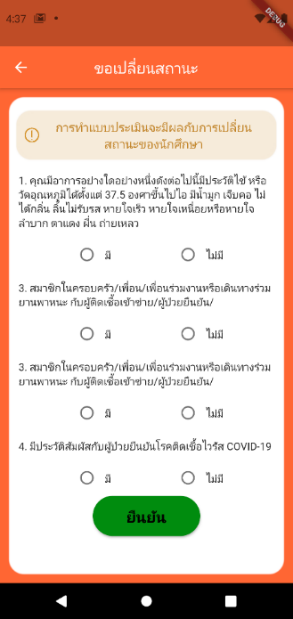 4:37
DEBUG
ขอเปลี่ยนสถานะ
การทำแบบประเมินจะมีผลกับการเปลี่ยน
สถานะของนักศึกษา
1. คุณมีอาการอย่างใดอย่างหนึ่งดังต่อไปนี้มีประวัติไข้ หรือ
วัดอุณหภูมิได้ตั้งแต่ 37.5 องศาขึ้นไปไอ มีน้ำมูก เจ็บคอ ไม่
ได้กลิ่น ลิ้นไม่รับรส หายใจเร็ว หายใจเหนื่อยหรือหายใจ
ลำบาก ตาแดง ผื่น ถ่ายเหลว
มี ไม่มี
3. สมาชิกในครอบครัว/เพื่อน/เพื่อนร่วมงานหรือเดินทางร่วม
ยานพาหนะ กับผู้ติดเชื้อเข้าข่าย/ผู้ป่วยยืนยัน/
มี ไม่มี
3. สมาชิกในครอบครัว/เพื่อน/เพื่อนร่วมงานหรือเดินทางร่วม
ยานพาหนะ กับผู้ติดเชื้อเข้าข่าย/ผู้ป่วยยืนยัน/
มี ไม่มี
4. มีประวัติสัมผัสกับผู้ป่วยยืนยันโรคติดเชื้อไวรัส COVID-19
มี ไม่มี
ยืนยัน